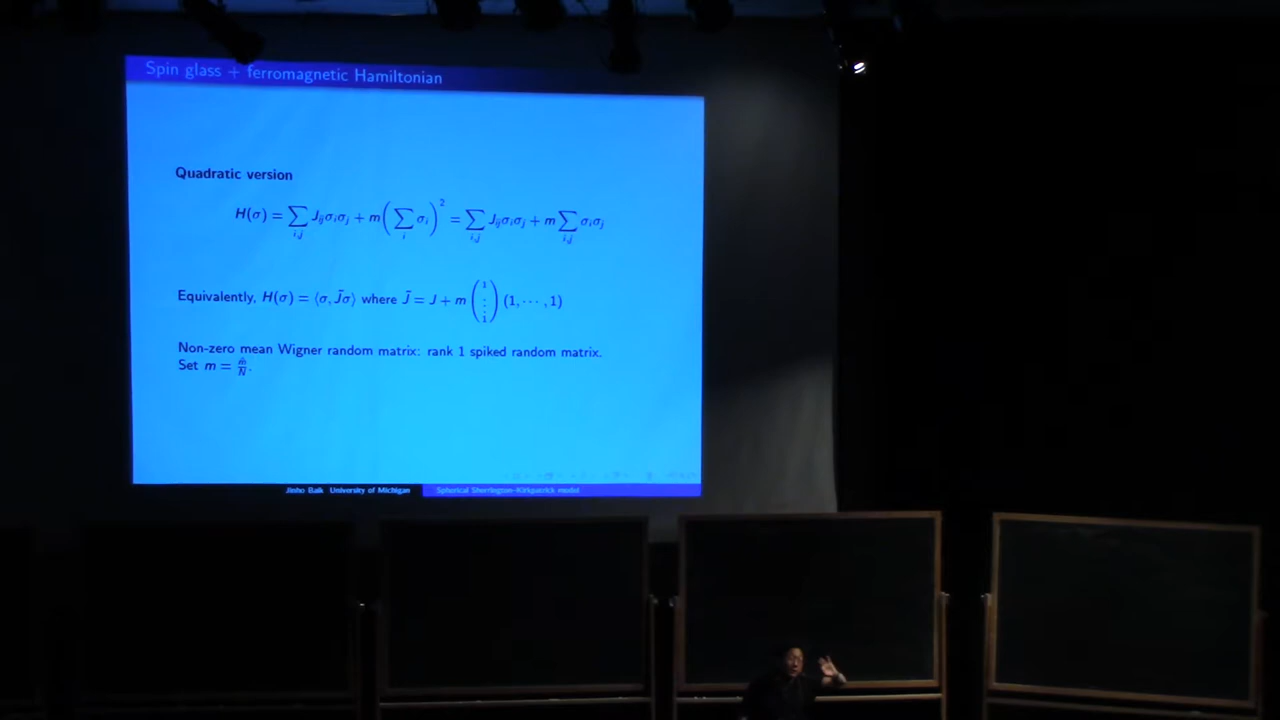 Spin glass + ferromagnetic Hamiltonian
Quadratic version
H(σ) = ∑_{i,j} J_{ij}σ_iσ_j + m(∑_i σ_i)^2 = ∑_{i,j} J_{ij}σ_iσ_j + m ∑_{i,j} σ_iσ_j
Equivalently, H(σ) = ⟨σ, J̄σ⟩ where J̄ = J + m (1 ⋮ 1) (1, ⋯ , 1)
Non-zero mean Wigner random matrix: rank 1 spiked random matrix.
Set m = m̂/N.
Jinho Baik University of Michigan
Spherical Sherrington-Kirkpatrick model